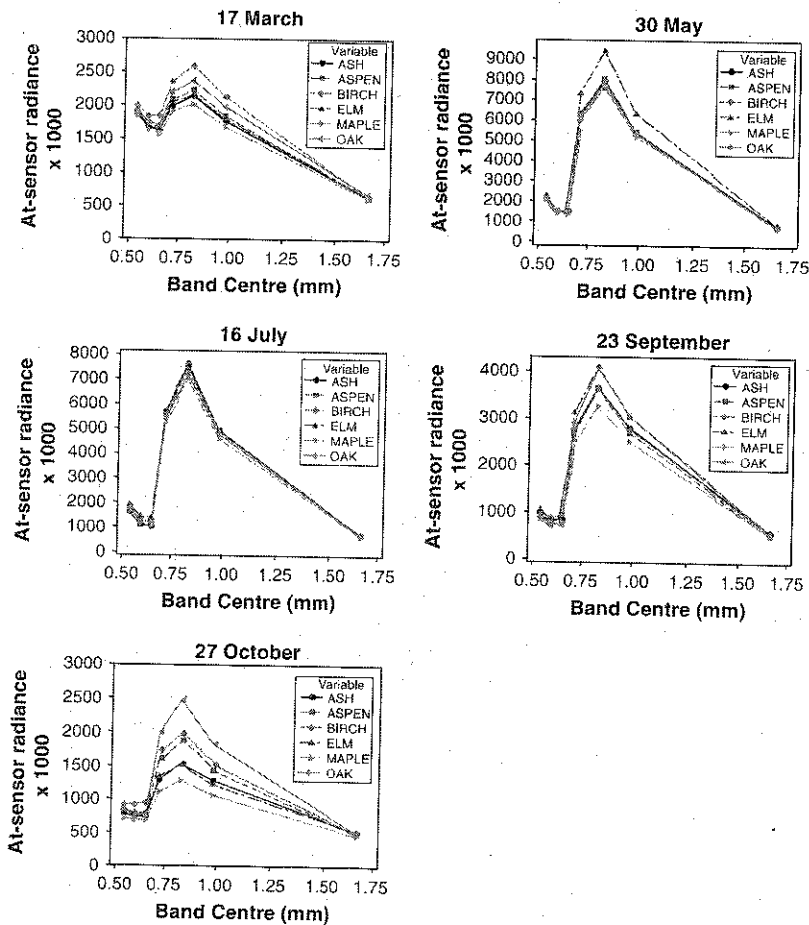 17 March
At-sensor radiance
x 1000
3000
2500
2000
1500
1000
500
0
0.50 0.75 1.00 1.25 1.50 1.75
Band Centre (mm)
Variable
ASH
ASPEN
BIRCH
ELM
MAPLE
OAK
30 May
At-sensor radiance
x 1000
9000
8000
7000
6000
5000
4000
3000
2000
1000
0
0.50 0.75 1.00 1.25 1.50 1.75
Band Centre (mm)
Variable
ASH
ASPEN
BIRCH
ELM
MAPLE
OAK
16 July
At-sensor radiance
x 1000
8000
7000
6000
5000
4000
3000
2000
1000
0
0.50 0.75 1.00 1.25 1.50 1.75
Band Centre (mm)
Variable
ASH
ASPEN
BIRCH
ELM
MAPLE
OAK
23 September
At-sensor radiance
x 1000
4000
3000
2000
1000
0
0.50 0.75 1.00 1.25 1.50 1.75
Band Centre (mm)
Variable
ASH
ASPEN
BIRCH
ELM
MAPLE
OAK
27 October
At-sensor radiance
x 1000
3000
2500
2000
1500
1000
500
0
0.50 0.75 1.00 1.25 1.50 1.75
Band Centre (mm)
Variable
ASH
ASPEN
BIRCH
ELM
MAPLE
OAK